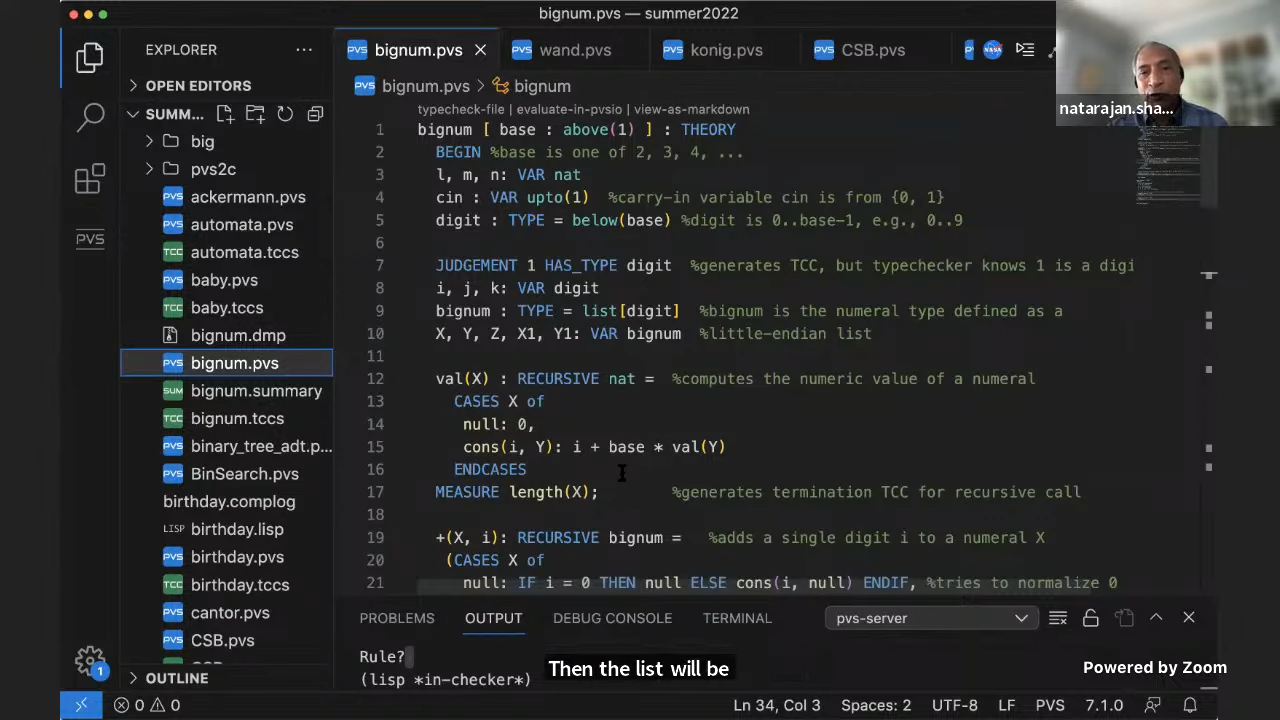 bignum.pvs — summer2022
EXPLORER
bignum.pvs
wand.pvs
konig.pvs
CSB.pvs
natarajan.sha...
OPEN EDITORS
bignum.pvs > bignum
SUMM...
typecheck-file | evaluate-in-pvsio | view-as-markdown
big
pvs2c
ackermann.pvs
automata.pvs
automata.tccs
baby.pvs
baby.tccs
bignum.dmp
bignum.pvs
bignum.summary
bignum.tccs
binary_tree_adt.p...
BinSearch.pvs
birthday.complog
birthday.lisp
birthday.pvs
birthday.tccs
cantor.pvs
CSB.pvs
OUTLINE
1 bignum [ base : above(1) ] : THEORY
2 BEGIN %base is one of 2, 3, 4, ...
3 l, m, n: VAR nat
4 cin : VAR upto(1) %carry-in variable cin is from {0, 1}
5 digit : TYPE = below(base) %digit is 0..base-1, e.g., 0..9
6
7 JUDGEMENT 1 HAS_TYPE digit %generates TCC, but typechecker knows 1 is a digi
8 i, j, k: VAR digit
9 bignum : TYPE = list[digit] %bignum is the numeral type defined as a
10 X, Y, Z, X1, Y1: VAR bignum %little-endian list
11
12 val(X) : RECURSIVE nat = %computes the numeric value of a numeral
13 CASES X of
14 null: 0,
15 cons(i, Y): i + base * val(Y)
16 ENDCASES
17 MEASURE length(X); %generates termination TCC for recursive call
18
19 +(X, i): RECURSIVE bignum = %adds a single digit i to a numeral X
20 (CASES X of
21 null: IF i = 0 THEN null ELSE cons(i, null) ENDIF, %tries to normalize 0
PROBLEMS OUTPUT DEBUG CONSOLE TERMINAL pvs-server
Rule?
(lisp *in-checker*)
Then the list will be
Powered by Zoom
1
0 0 Ln 34, Col 3 Spaces: 2 UTF-8 LF PVS 7.1.0